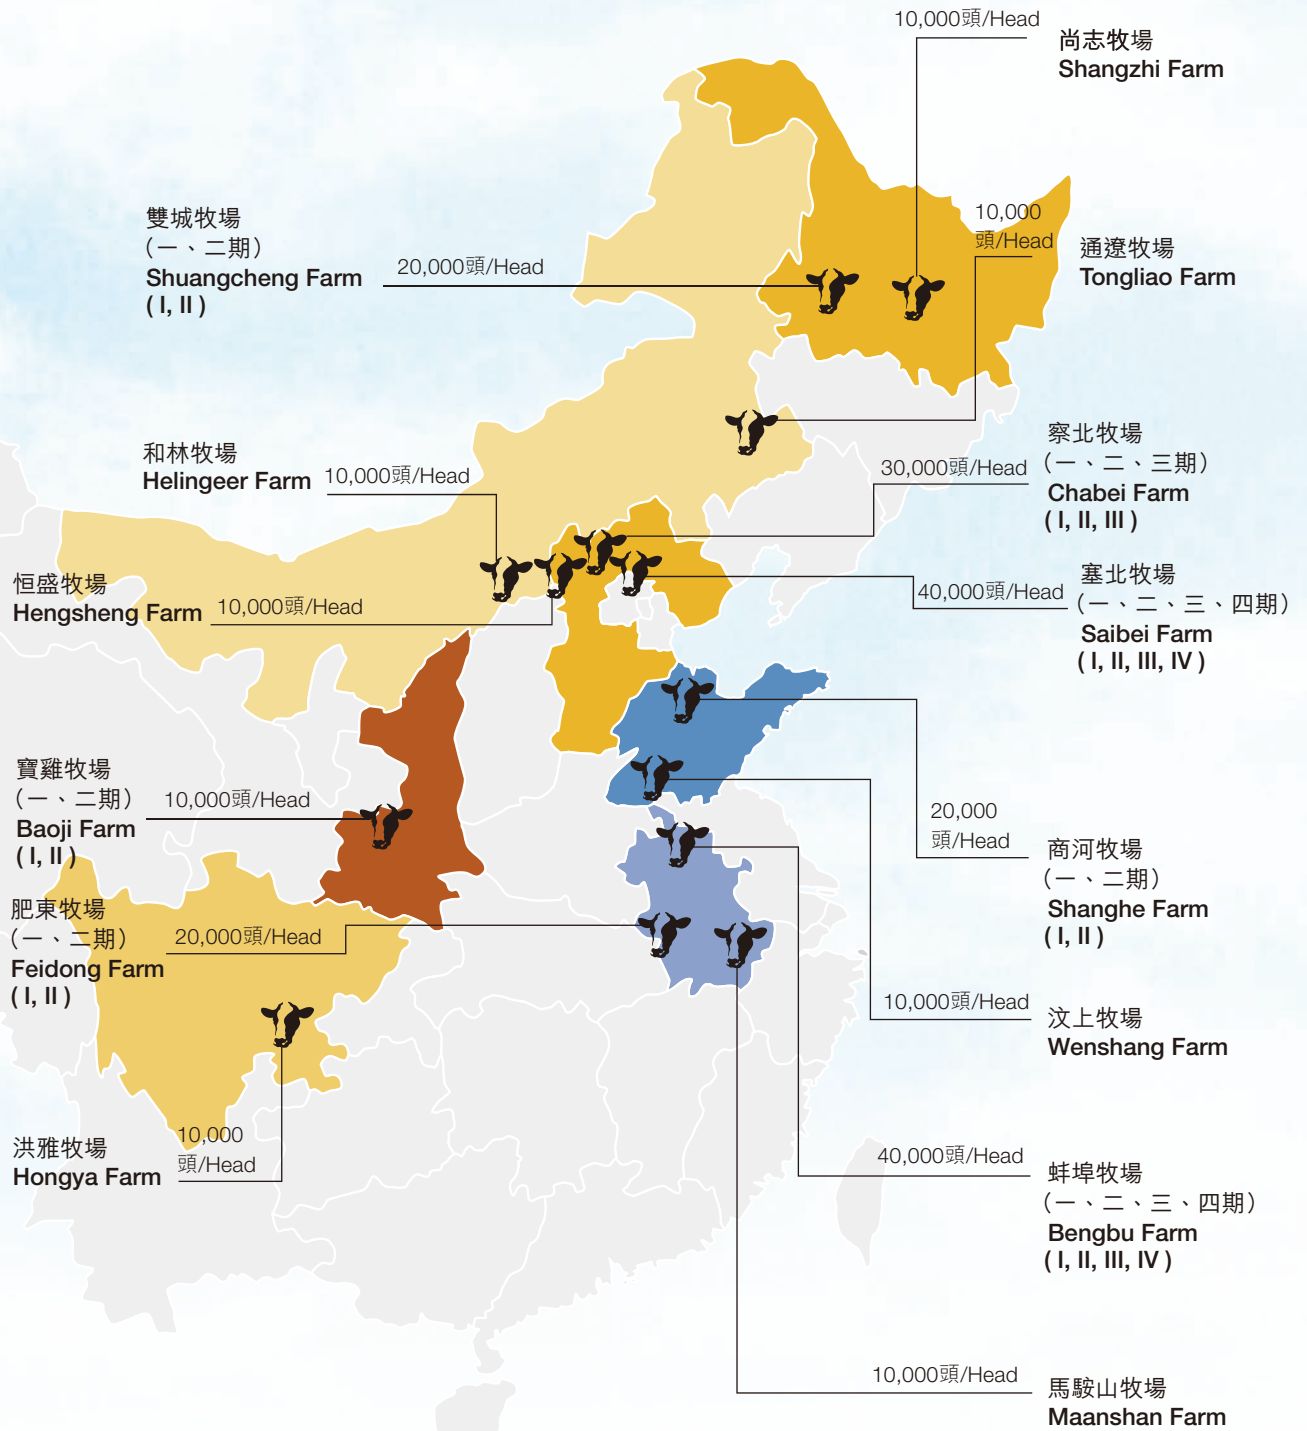 10,000頭/Head
尚志牧場
Shangzhi Farm
雙城牧場
（一、二期）
Shuangcheng Farm
( I, II )
20,000頭/Head
10,000
頭/Head
通遼牧場
Tongliao Farm
和林牧場
Helingeer Farm
10,000頭/Head
30,000頭/Head
察北牧場
（一、二、三期）
Chabei Farm
( I, II, III )
恒盛牧場
Hengsheng Farm
10,000頭/Head
40,000頭/Head
塞北牧場
（一、二、三、四期）
Saibei Farm
( I, II, III, IV )
寶雞牧場
（一、二期）
Baoji Farm
( I, II )
10,000頭/Head
20,000
頭/Head
商河牧場
（一、二期）
Shanghe Farm
( I, II )
肥東牧場
（一、二期）
Feidong Farm
( I, II )
20,000頭/Head
10,000頭/Head
汶上牧場
Wenshang Farm
洪雅牧場
Hongya Farm
10,000
頭/Head
40,000頭/Head
蚌埠牧場
（一、二、三、四期）
Bengbu Farm
( I, II, III, IV )
10,000頭/Head
馬鞍山牧場
Maanshan Farm